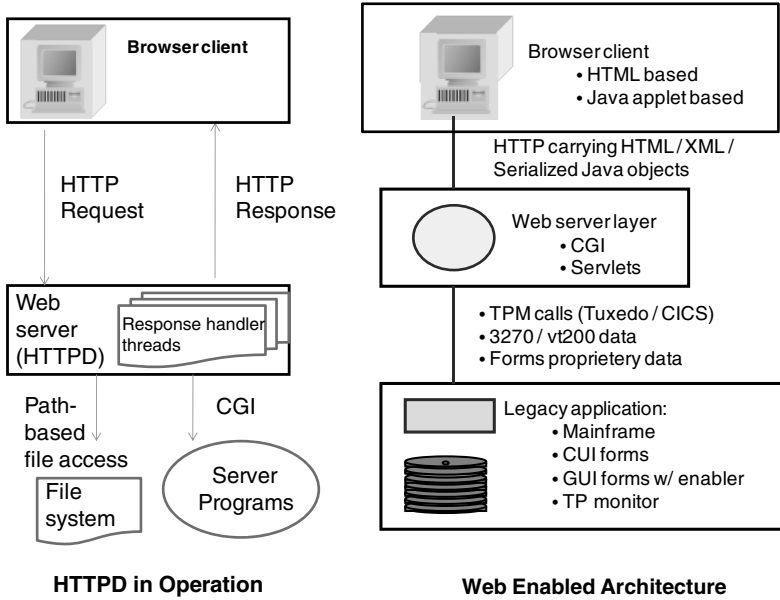 Browser client
HTTP
Request
HTTP
Response
Web
server
(HTTPD)
Response handler
threads
Path-
based
file access
CGI
File
system
Server
Programs
HTTPD in Operation
Browser client
• HTML based
• Java applet based
HTTP carrying HTML / XML /
Serialized Java objects
Web server layer
• CGI
• Servlets
• TPM calls (Tuxedo / CICS)
• 3270 / vt200 data
• Forms proprietery data
Legacy application:
• Mainframe
• CUI forms
• GUI forms w/ enabler
• TP monitor
Web Enabled Architecture